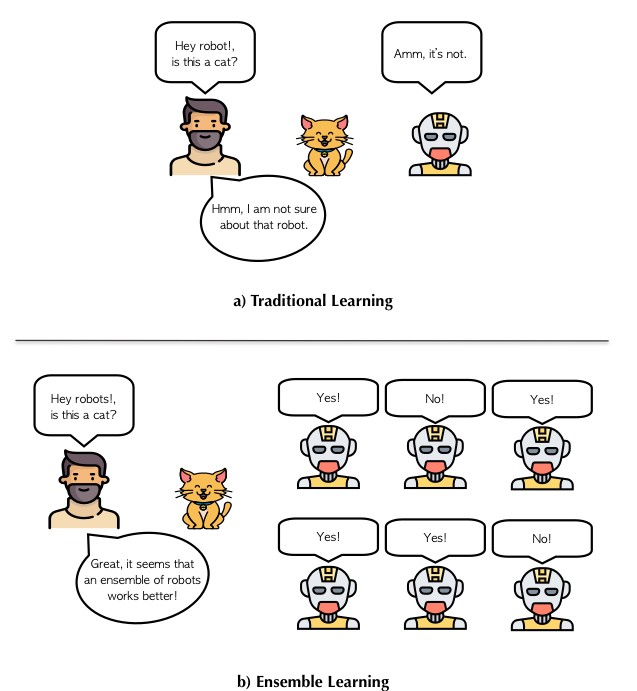 Hey robot!,
is this a cat?
Amm, it's not.
Hmm, I am not sure
about that robot.
a) Traditional Learning
Hey robots!,
is this a cat?
Yes!
No!
Yes!
Yes!
Yes!
No!
Great, it seems that
an ensemble of robots
works better!
b) Ensemble Learning